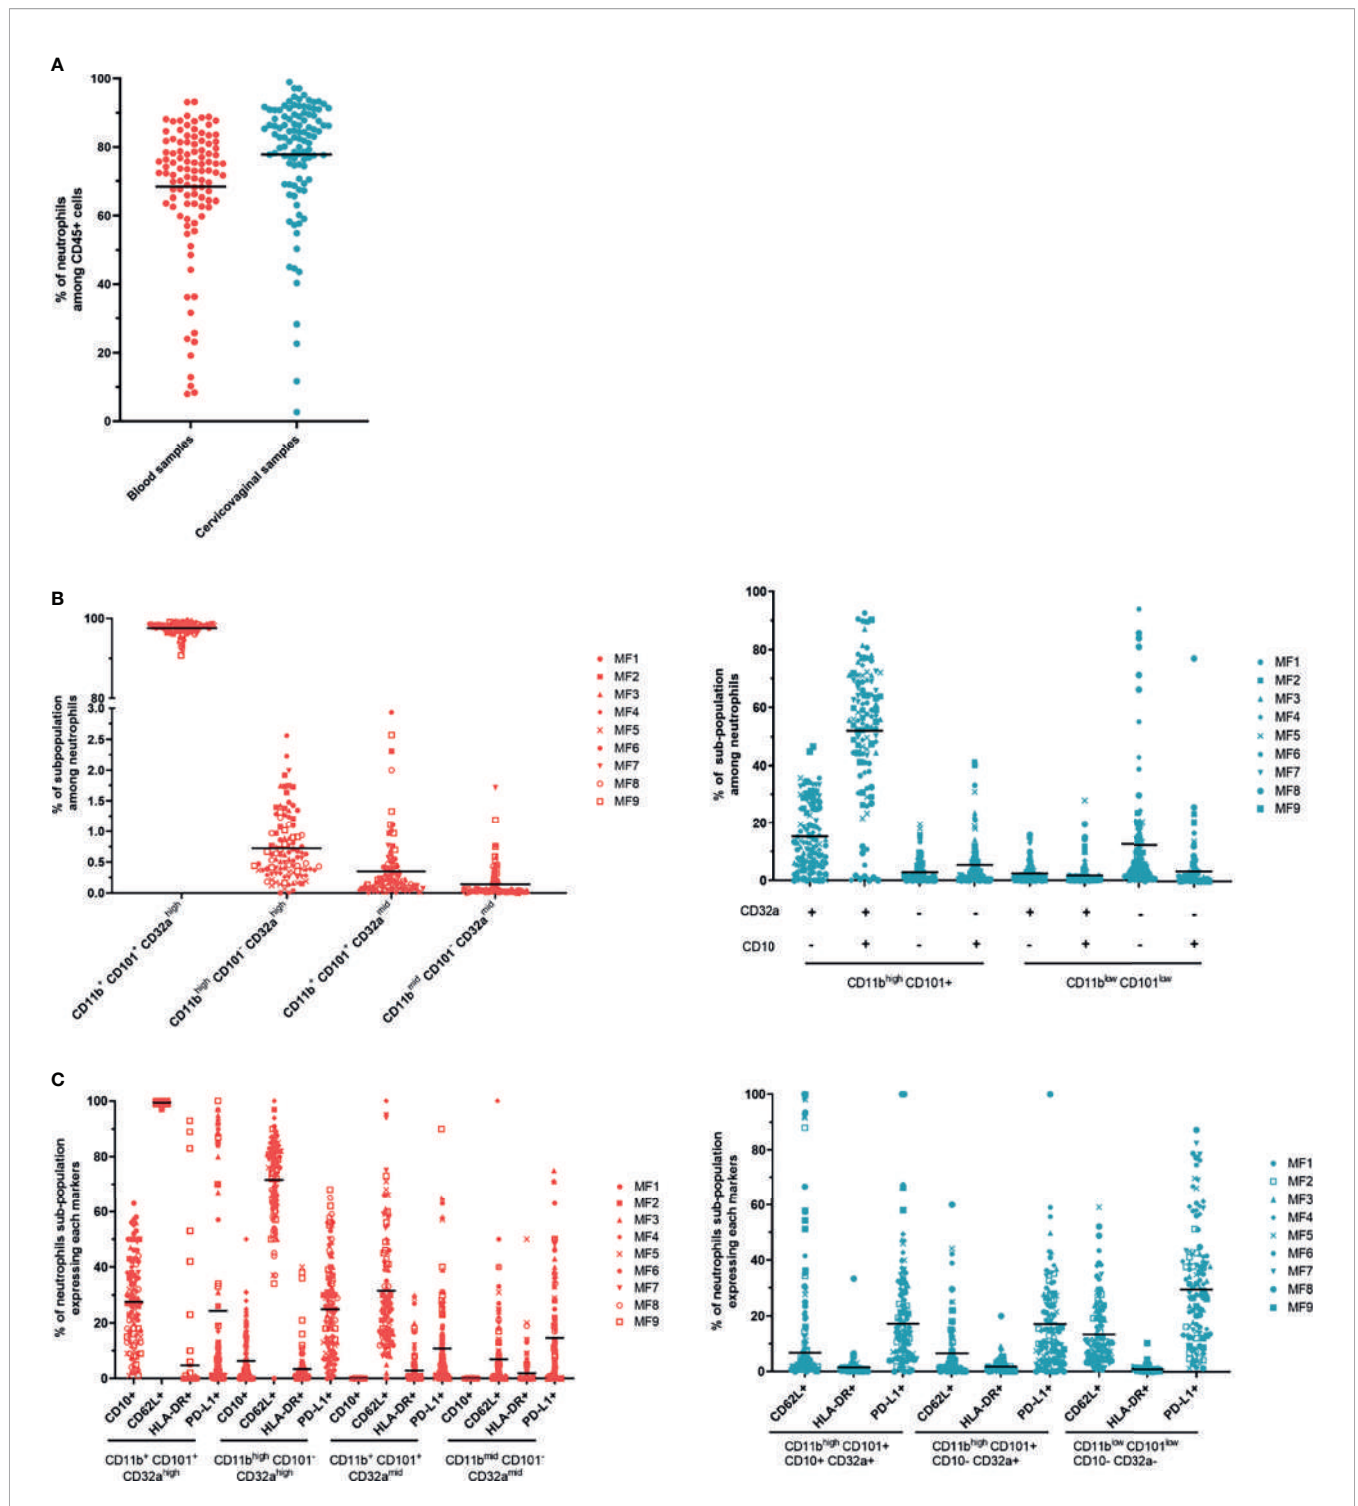 A
% of neutrophils
among CD45+ cells
100
80
60
40
20
0
Blood samples
Cervicovaginal samples
B
% of subpopulation
among neutrophils
100
80
3.0
2.5
2.0
1.5
1.0
0.5
0.0
CD11b+ CD101+ CD32ahigh
CD11bhigh CD101- CD32ahigh
CD11b+ CD101+ CD32amid
CD11bmid CD101- CD32amid
MF1
MF2
MF3
MF4
MF5
MF6
MF7
MF8
MF9
% of sub-population
among neutrophils
100
80
60
40
20
0
CD32a + + - - + + - -
CD10 - + - + - + - +
CD11bhigh CD101+
CD11blow CD101low
MF1
MF2
MF3
MF4
MF5
MF6
MF7
MF8
MF9
C
% of neutrophils sub-population
expressing each markers
100
80
60
40
20
0
CD10+
CD62L+
HLA-DR+
PD-L1+
CD10+
CD62L+
HLA-DR+
PD-L1+
CD10+
CD62L+
HLA-DR+
PD-L1+
CD10+
CD62L+
HLA-DR+
PD-L1+
CD11b+ CD101+
CD32ahigh
CD11bhigh CD101-
CD32ahigh
CD11b+ CD101+
CD32amid
CD11bmid CD101-
CD32amid
MF1
MF2
MF3
MF4
MF5
MF6
MF7
MF8
MF9
% of neutrophils sub-population
expressing each markers
100
80
60
40
20
0
CD62L+
HLA-DR+
PD-L1+
CD62L+
HLA-DR+
PD-L1+
CD62L+
HLA-DR+
PD-L1+
CD11bhigh CD101+
CD10+ CD32a+
CD11bhigh CD101+
CD10- CD32a+
CD11blow CD101low
CD10- CD32a-
MF1
MF2
MF3
MF4
MF5
MF6
MF7
MF8
MF9